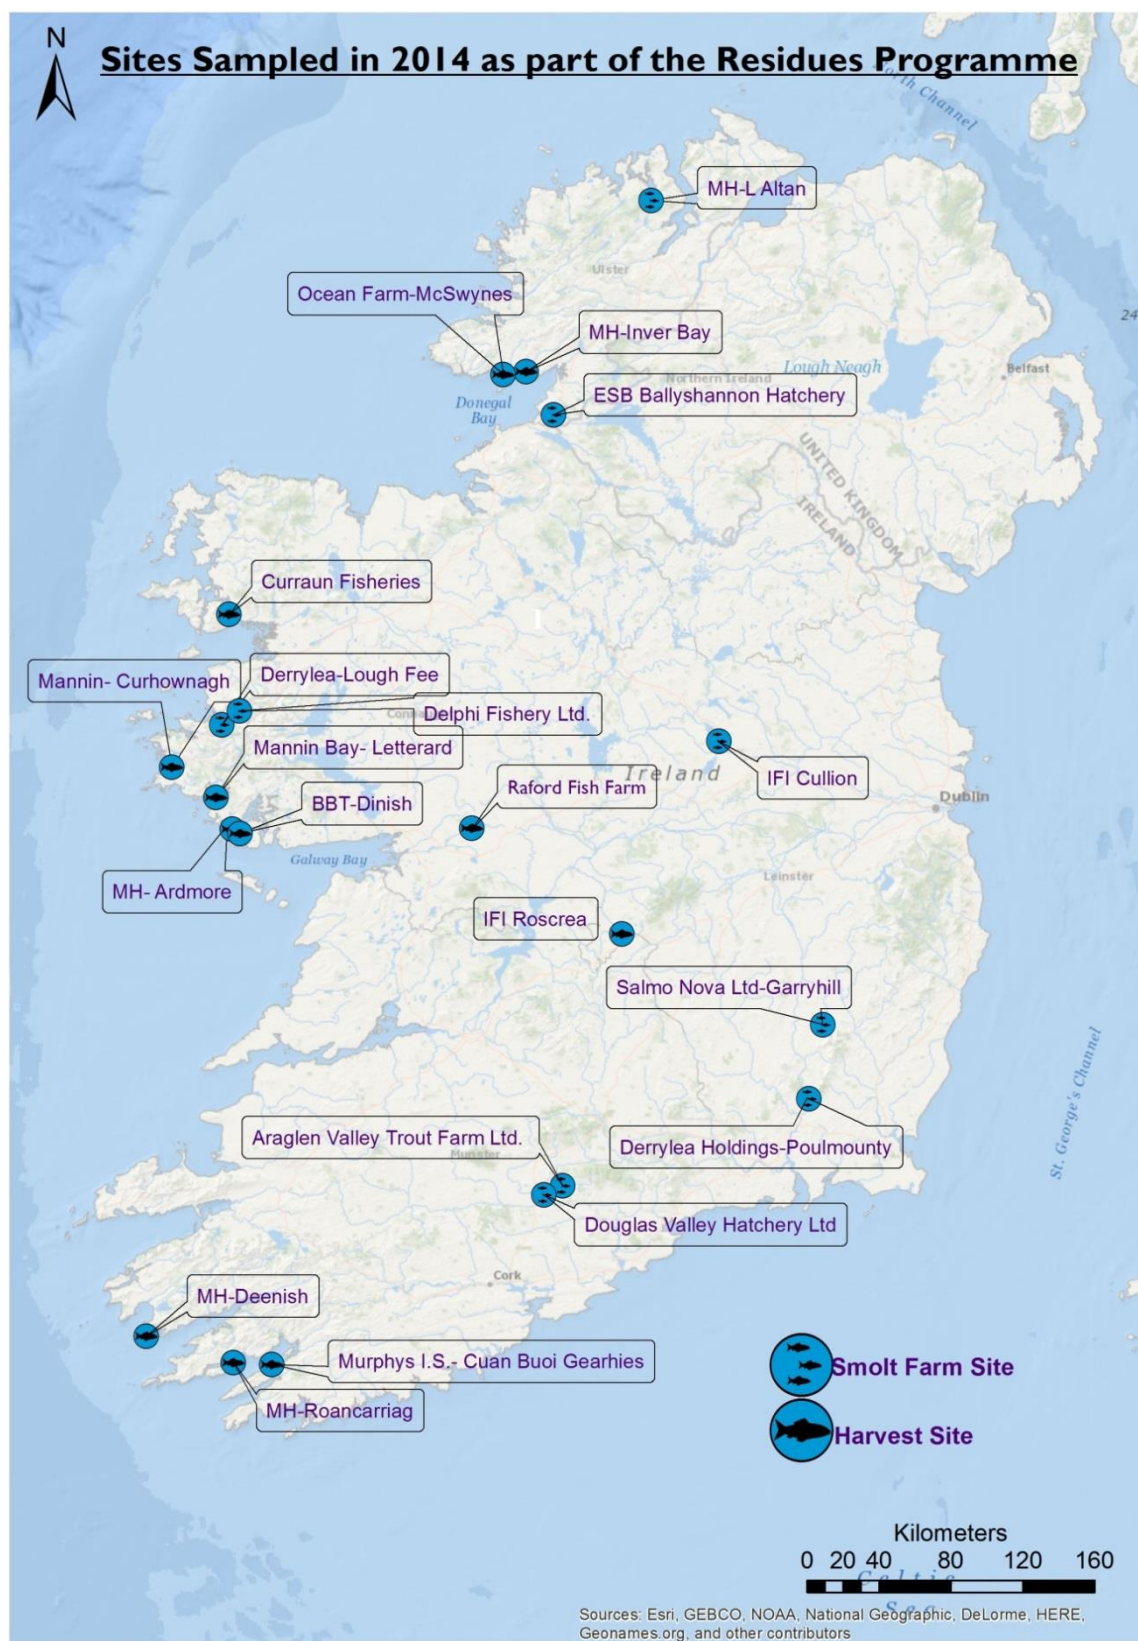 N
Sites Sampled in 2014 as part of the Residues Programme
North Channel
MH-L Altan
Ulster
Ocean Farm-McSwynes
MH-Inver Bay
Lough Neagh
Belfast
Northern Ireland
Donegal
Bay
ESB Ballyshannon Hatchery
UNITED KINGDOM
IRELAND
Curraun Fisheries
Mannin- Curhownagh
Derrylea-Lough Fee
Delphi Fishery Ltd.
Mannin Bay- Letterard
Ireland
IFI Cullion
Raford Fish Farm
BBT-Dinish
Dublin
Galway Bay
MH- Ardmore
Leinster
IFI Roscrea
Salmo Nova Ltd-Garryhill
St. George's Channel
Araglen Valley Trout Farm Ltd.
Munster
Derrylea Holdings-Poulmounty
Douglas Valley Hatchery Ltd
Cork
MH-Deenish
Murphys I.S.- Cuan Buoi Gearhies
MH-Roancarriag
Smolt Farm Site
Harvest Site
Kilometers
0 20 40 80 120 160
Celtic
Sea
Sources: Esri, GEBCO, NOAA, National Geographic, DeLorme, HERE,
Geonames.org, and other contributors